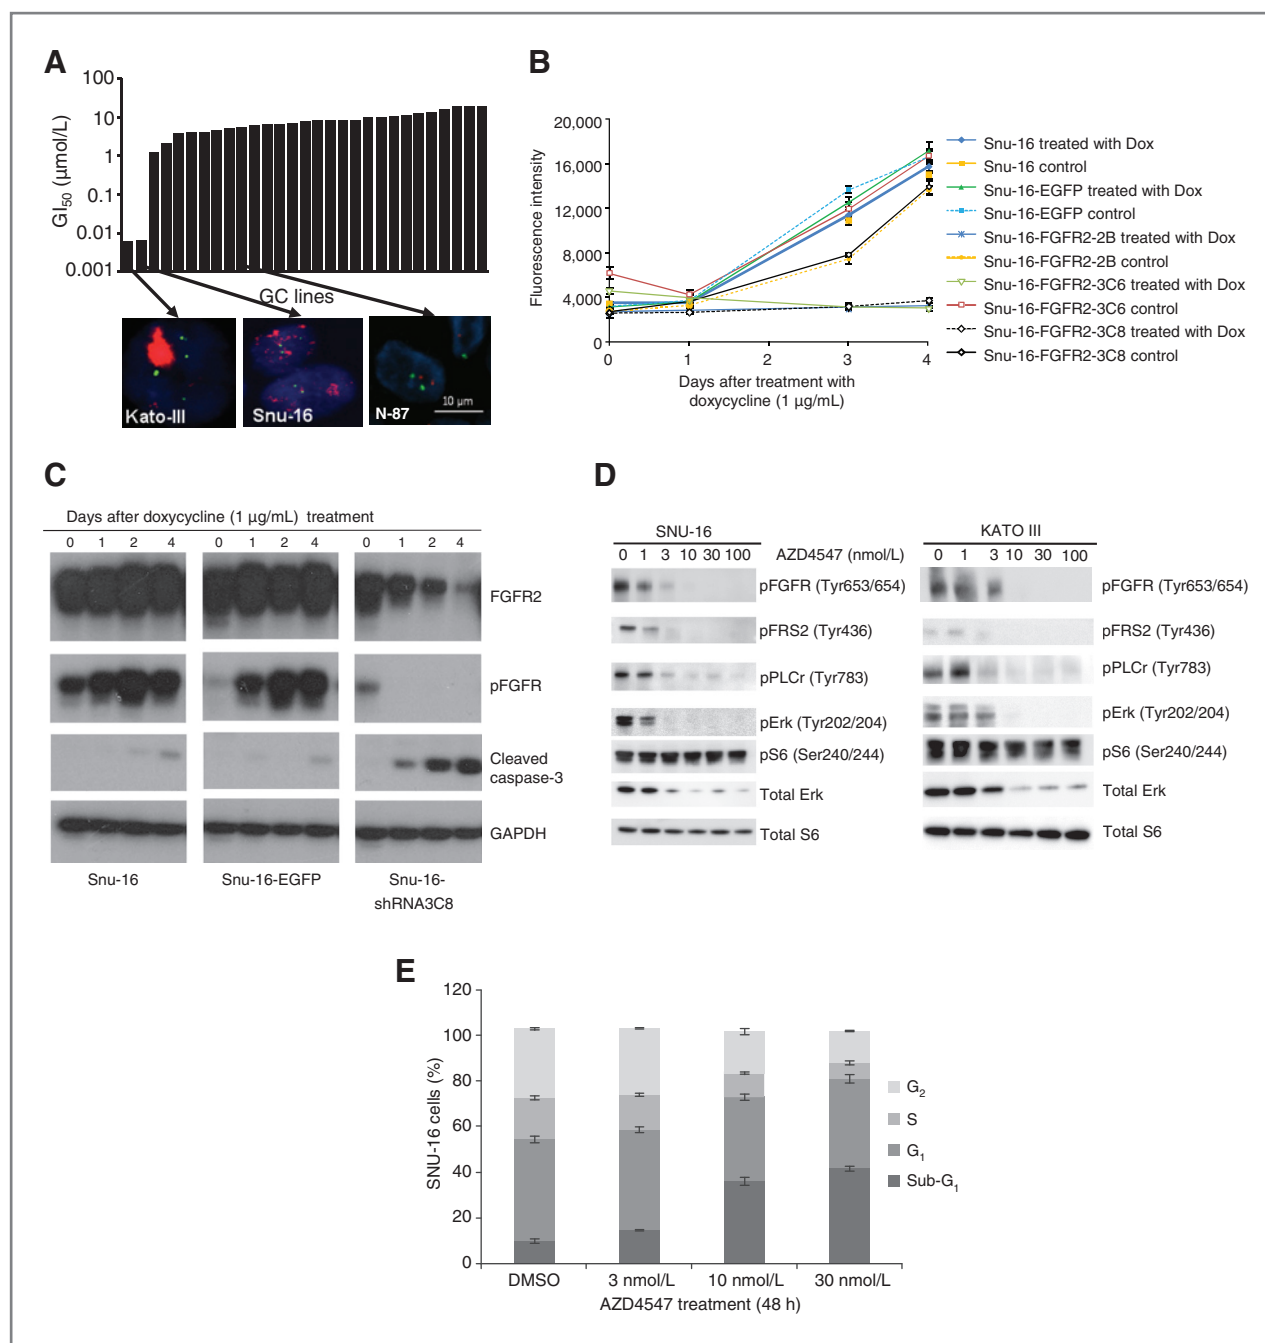 A
100
10
1
0.1
0.01
0.001
GI50 (µmol/L)
GC lines
Kato-III
Snu-16
N-87
10 µm
B
20,000
16,000
12,000
8,000
4,000
0
Fluorescence intensity
0 1 2 3 4
Days after treatment with
doxycycline (1 µg/mL)
Snu-16 treated with Dox
Snu-16 control
Snu-16-EGFP treated with Dox
Snu-16-EGFP control
Snu-16-FGFR2-2B treated with Dox
Snu-16-FGFR2-2B control
Snu-16-FGFR2-3C6 treated with Dox
Snu-16-FGFR2-3C6 control
Snu-16-FGFR2-3C8 treated with Dox
Snu-16-FGFR2-3C8 control
C
Days after doxycycline (1 µg/mL) treatment
0 1 2 4 0 1 2 4 0 1 2 4
FGFR2
pFGFR
Cleaved
caspase-3
GAPDH
Snu-16
Snu-16-EGFP
Snu-16-
shRNA3C8
D
SNU-16
0 1 3 10 30 100
AZD4547 (nmol/L)
pFGFR (Tyr653/654)
pFRS2 (Tyr436)
pPLCr (Tyr783)
pErk (Tyr202/204)
pS6 (Ser240/244)
Total Erk
Total S6
KATO III
0 1 3 10 30 100
pFGFR (Tyr653/654)
pFRS2 (Tyr436)
pPLCr (Tyr783)
pErk (Tyr202/204)
pS6 (Ser240/244)
Total Erk
Total S6
E
120
100
80
60
40
20
0
SNU-16 cells (%)
DMSO 3 nmol/L 10 nmol/L 30 nmol/L
AZD4547 treatment (48 h)
G2
S
G1
Sub-G1